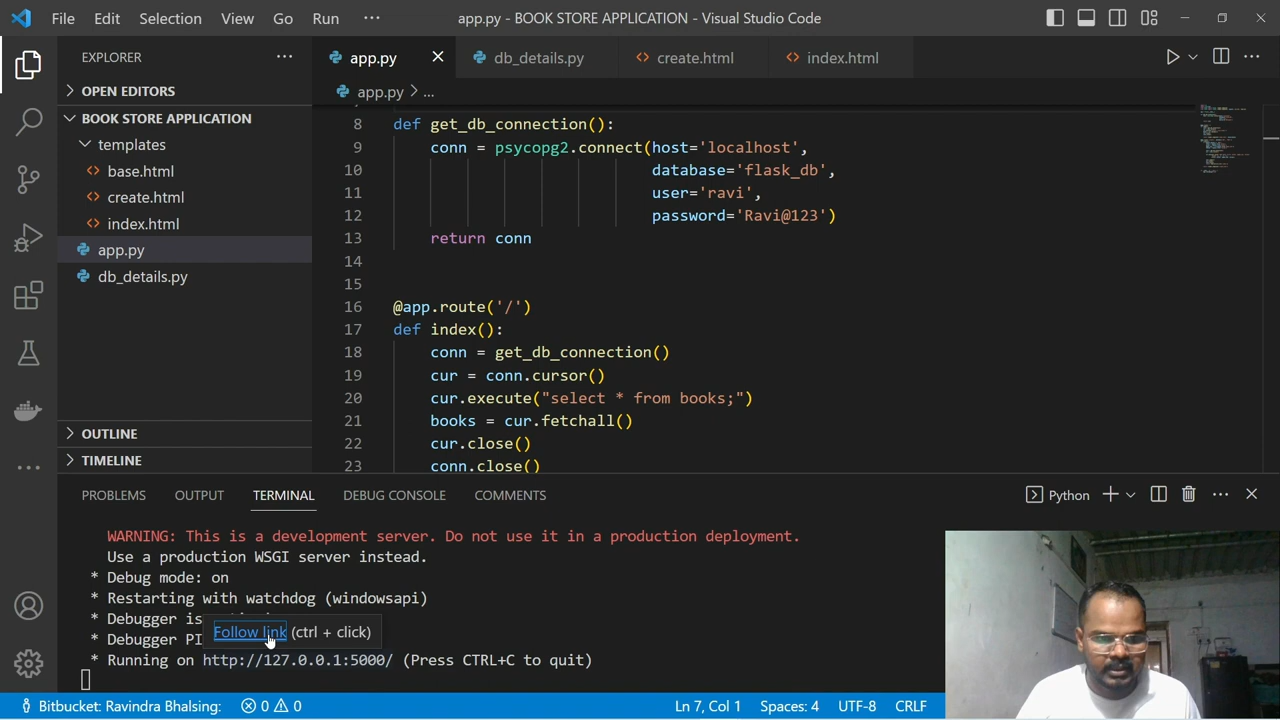 File Edit Selection View Go Run ··· app.py - BOOK STORE APPLICATION - Visual Studio Code
EXPLORER ···
app.py db_details.py create.html index.html
OPEN EDITORS
app.py > ...
BOOK STORE APPLICATION
templates
base.html
create.html
index.html
app.py
db_details.py
OUTLINE
TIMELINE
8 def get_db_connection():
9 conn = psycopg2.connect(host='localhost',
10 database='flask_db',
11 user='ravi',
12 password='Ravi@123')
13 return conn
14
15
16 @app.route('/')
17 def index():
18 conn = get_db_connection()
19 cur = conn.cursor()
20 cur.execute("select * from books;")
21 books = cur.fetchall()
22 cur.close()
23 conn.close()
PROBLEMS OUTPUT TERMINAL DEBUG CONSOLE COMMENTS Python
WARNING: This is a development server. Do not use it in a production deployment.
Use a production WSGI server instead.
* Debug mode: on
* Restarting with watchdog (windowsapi)
* Debugger is
* Debugger PI
Follow link (ctrl + click)
* Running on http://127.0.0.1:5000/ (Press CTRL+C to quit)
Bitbucket: Ravindra Bhalsing: 0 0 Ln 7, Col 1 Spaces: 4 UTF-8 CRLF